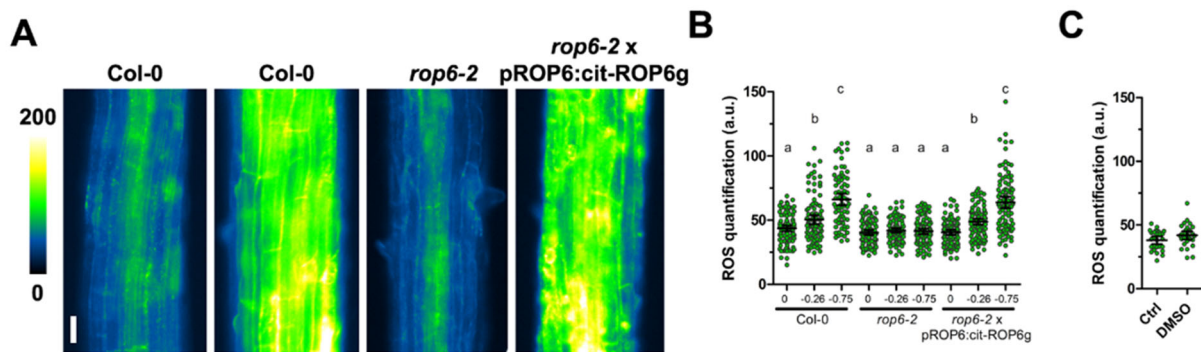 A
Col-0
Col-0
rop6-2
rop6-2 x
pROP6:cit-ROP6g
200
0
B
ROS quantification (a.u.)
150
100
50
0
a
b
c
a
a
a
a
b
c
0
-0.26
-0.75
0
-0.26
-0.75
0
-0.26
-0.75
Col-0
rop6-2
rop6-2 x
pROP6:cit-ROP6g
C
ROS quantification (a.u.)
150
100
50
0
Ctrl
DMSO